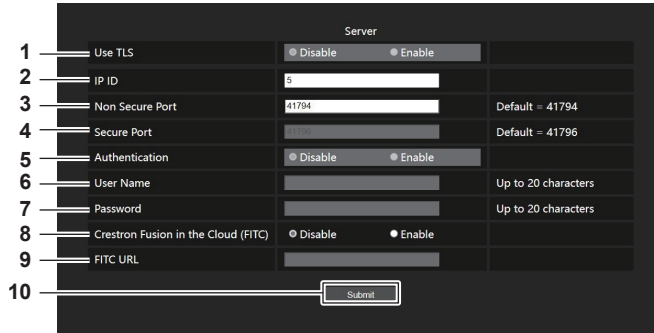 Server
1 Use TLS Disable Enable
2 IP ID 5
3 Non Secure Port 41794 Default = 41794
4 Secure Port 41796 Default = 41796
5 Authentication Disable Enable
6 User Name Up to 20 characters
7 Password Up to 20 characters
8 Crestron Fusion in the Cloud (FITC) Disable Enable
9 FITC URL
10 Submit